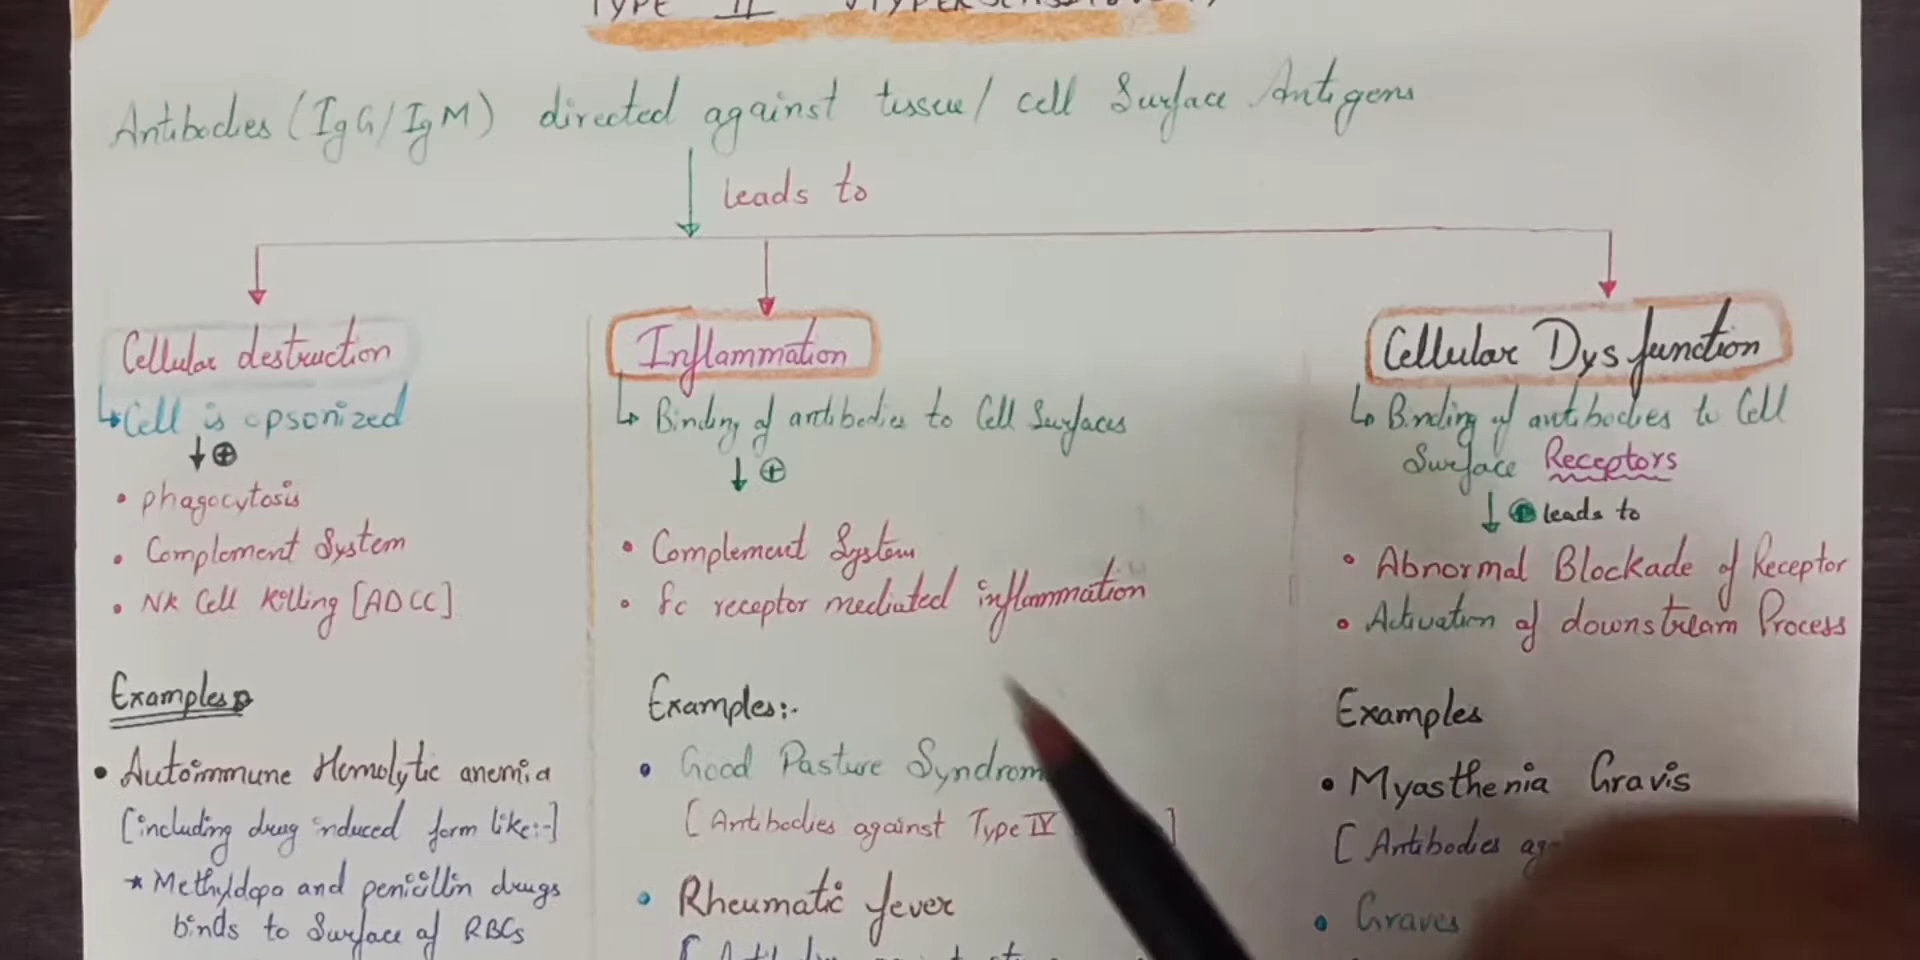 TYPE II HYPERSENSITIVITY
Antibodies (IgG/IgM) directed against tissue/ cell Surface Antigens
leads to
Cellular destruction
↳ Cell is opsonized
↓ ⊕
• phagocytosis
• Complement System
• NK Cell Killing [ADCC]
Examples
• Autoimmune Hemolytic anemia
[including drug induced form like:-]
* Methyldopa and penicillin drugs
binds to Surface of RBCs
Inflammation
↳ Binding of antibodies to Cell Surfaces
↓ ⊕
• Complement System
• fc receptor mediated inflammation
Examples:-
• Good Pasture Syndrom
[Antibodies against Type IV ]
• Rheumatic fever
Cellular Dysfunction
↳ Binding of antibodies to Cell
Surface Receptors
↓ leads to
• Abnormal Blockade of Receptor
• Activation of downstream Process
Examples
• Myasthenia Gravis
[Antibodies ag
• Graves